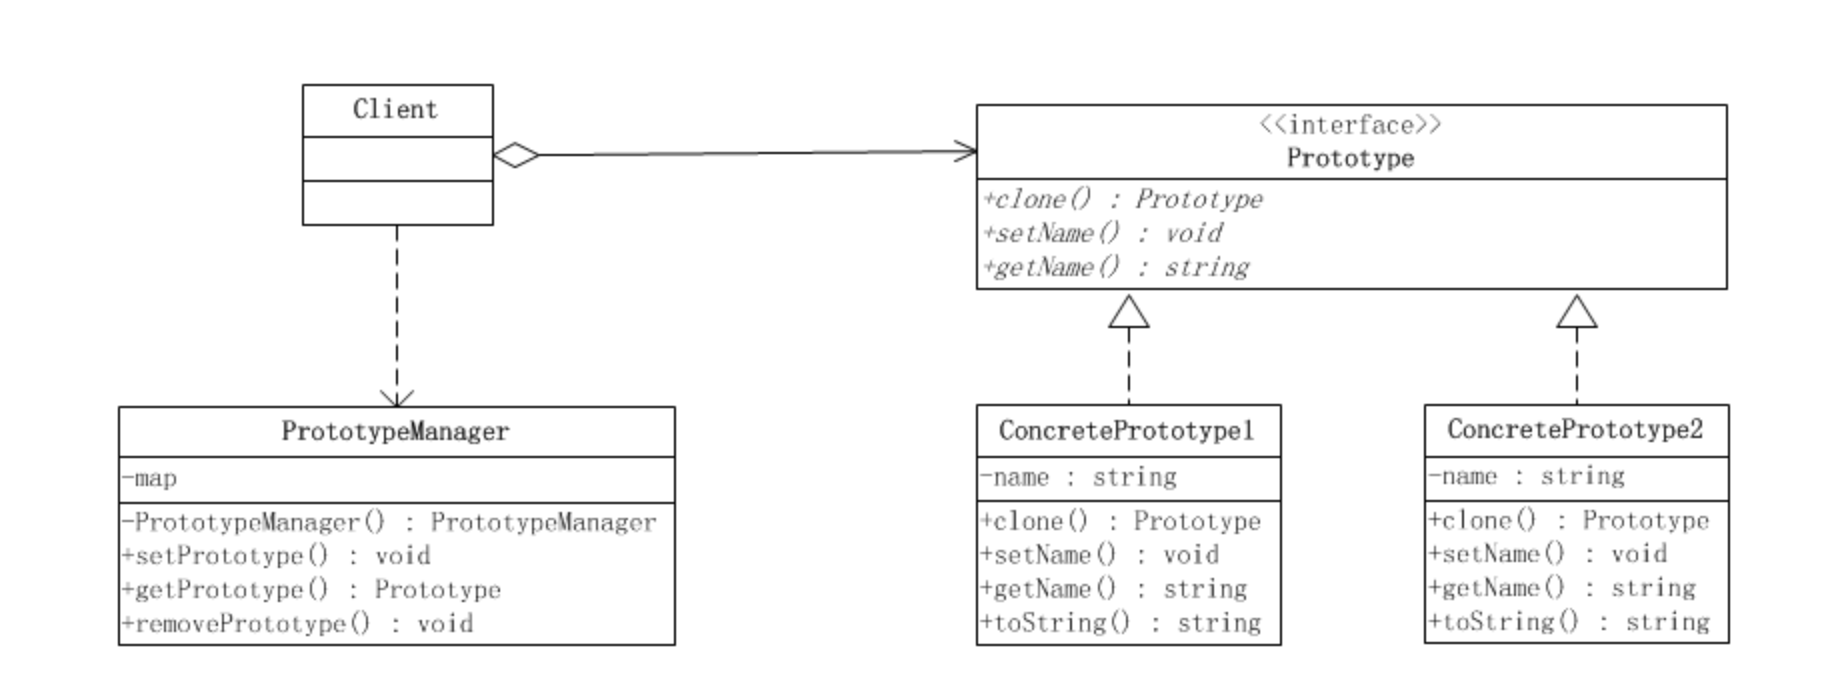 Client
<<interface>>
Prototype
+clone() : Prototype
+setName() : void
+getName() : string
PrototypeManager
-map
-PrototypeManager() : PrototypeManager
+setPrototype() : void
+getPrototype() : Prototype
+removePrototype() : void
ConcretePrototype1
-name : string
+clone() : Prototype
+setName() : void
+getName() : string
+toString() : string
ConcretePrototype2
-name : string
+clone() : Prototype
+setName() : void
+getName() : string
+toString() : string